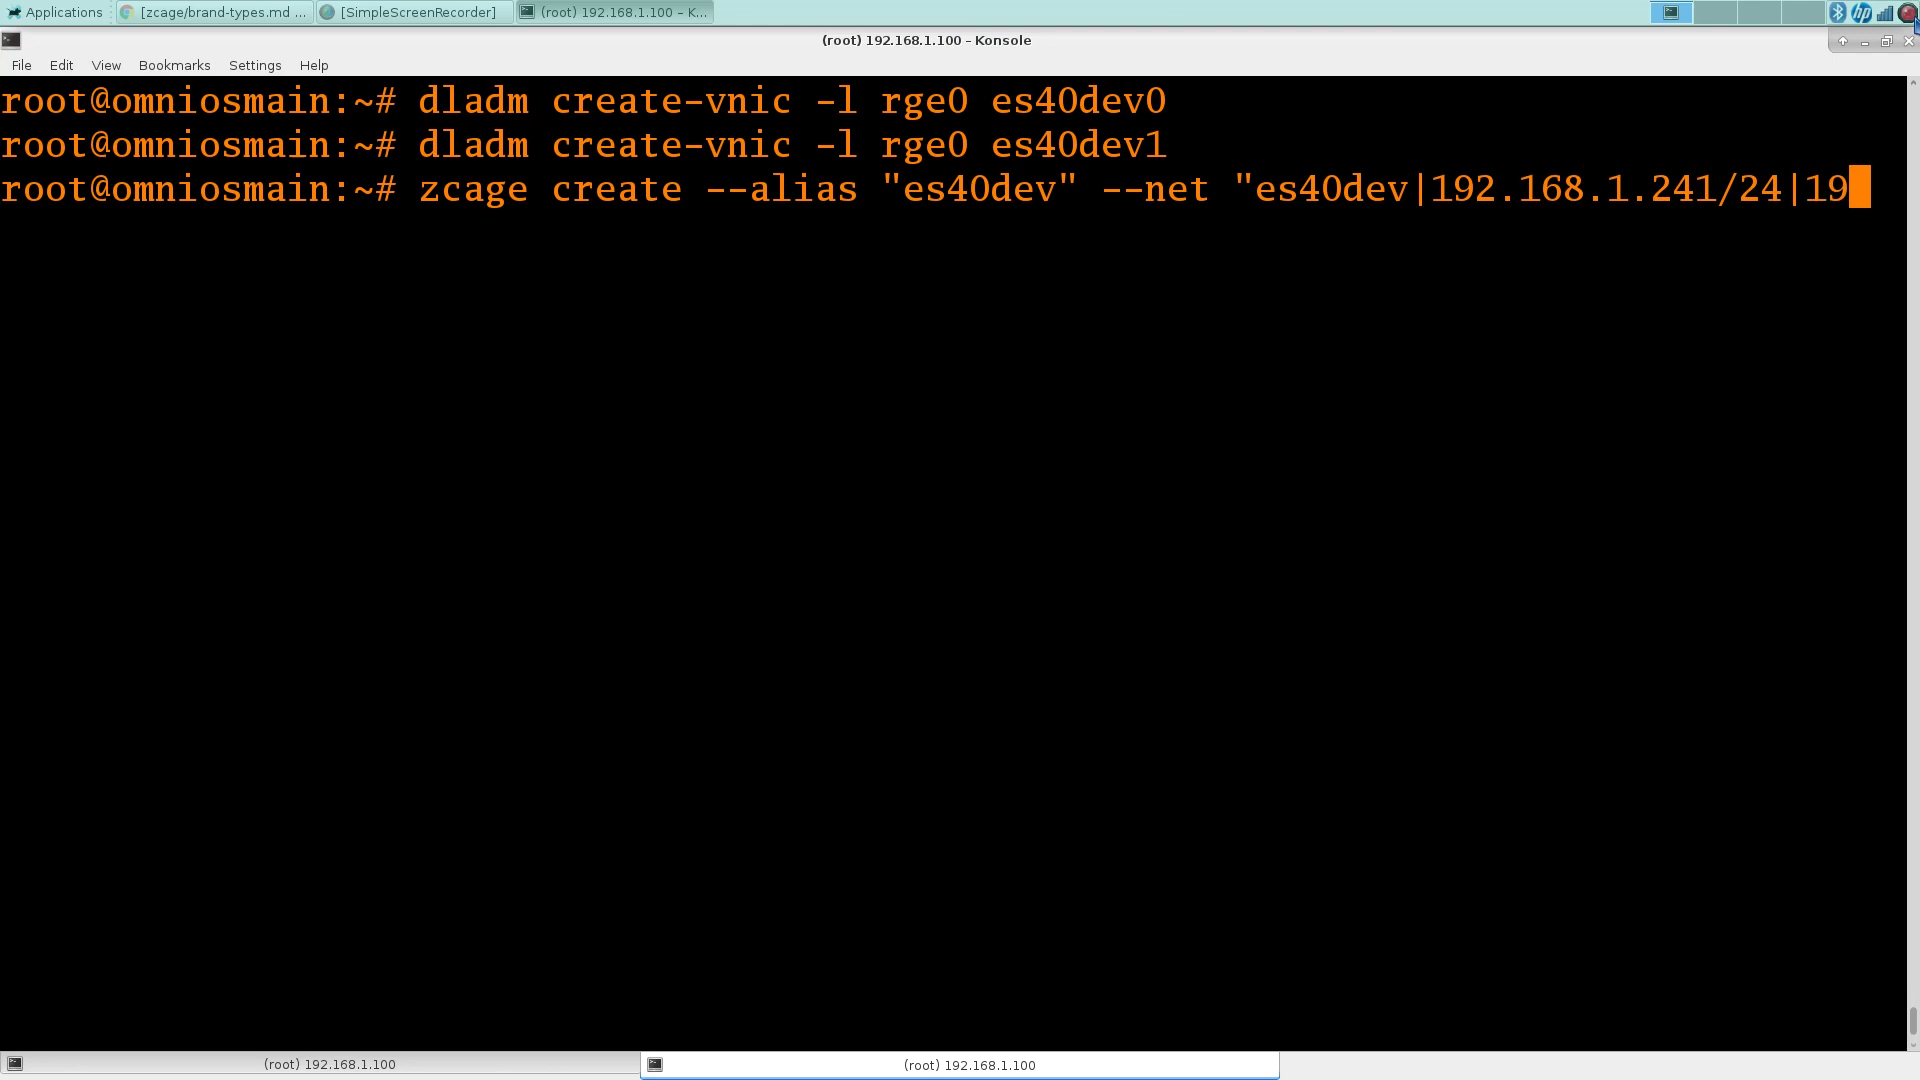 Applications
[zcage/brand-types.md ...
[SimpleScreenRecorder]
(root) 192.168.1.100 – K...
hp
(root) 192.168.1.100 – Konsole
File Edit View Bookmarks Settings Help
root@omniosmain:~# dladm create-vnic -l rge0 es40dev0
root@omniosmain:~# dladm create-vnic -l rge0 es40dev1
root@omniosmain:~# zcage create --alias "es40dev" --net "es40dev|192.168.1.241/24|19
(root) 192.168.1.100
(root) 192.168.1.100